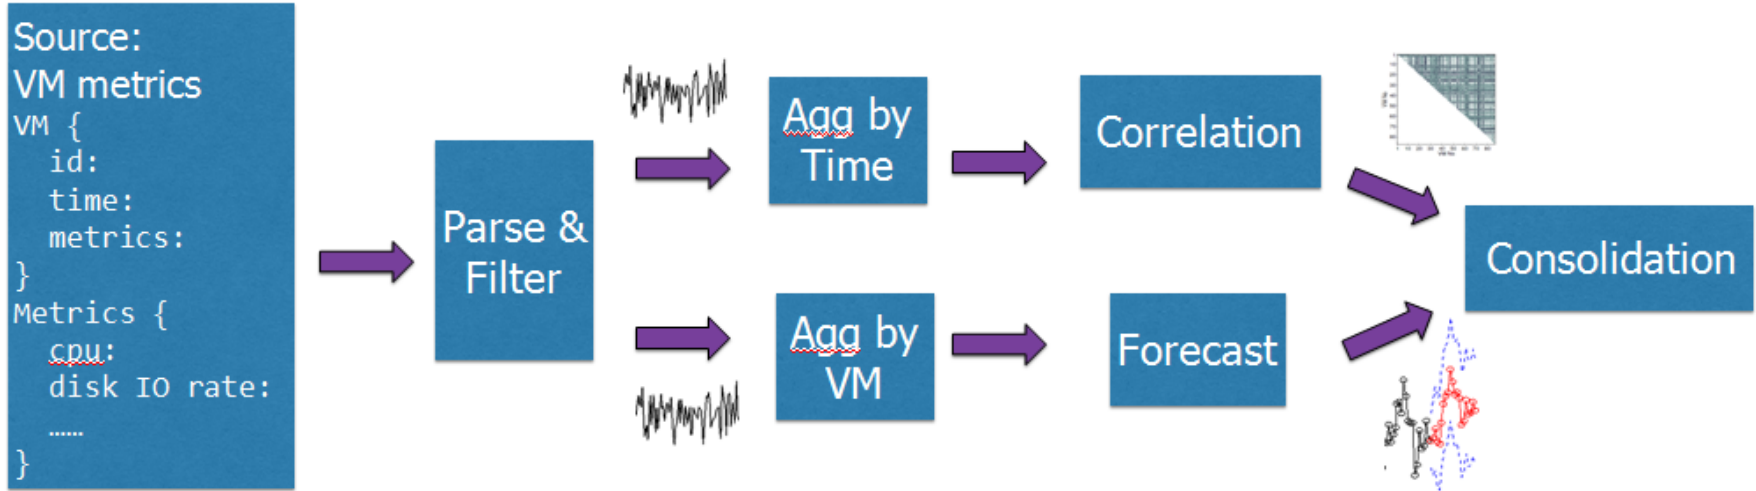 Source:
VM metrics
VM {
id:
time:
metrics:
}
Metrics {
cpu:
disk IO rate:
......
}
Parse &
Filter
Agg by
Time
Correlation
Agg by
VM
Forecast
Consolidation